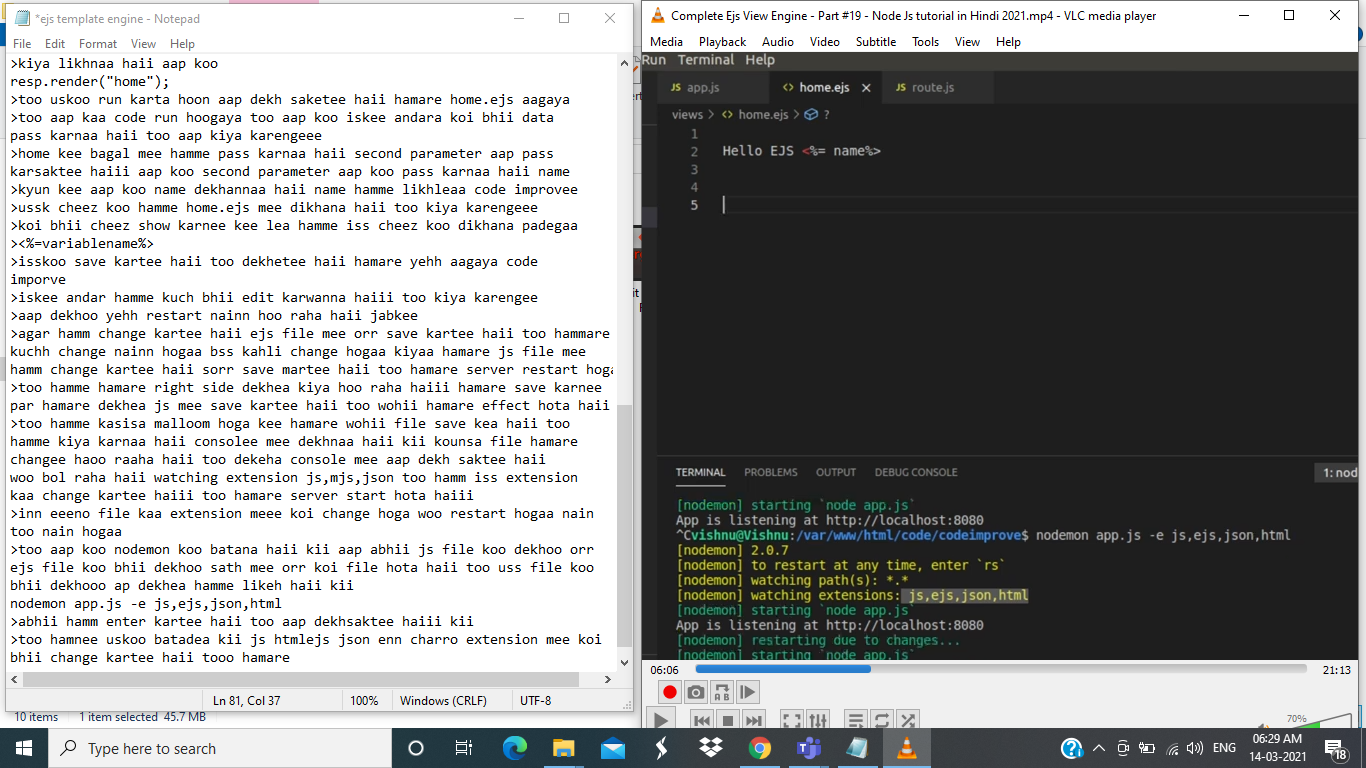 *ejs template engine - Notepad
File Edit Format View Help
>kiya likhnaa haii aap koo
resp.render("home");
>too uskoo run karta hoon aap dekh saketee haii hamare home.ejs aagaya
>too aap kaa code run hoogaya too aap koo iskee andara koi bhii data
pass karnaa haii too aap kiya karengeee
>home kee bagal mee hamme pass karnaa haii second parameter aap pass
karsaktee haiii aap koo second parameter aap koo pass karnaa haii name
>kyun kee aap koo name dekhannaa haii name hamme likhleaa code improvee
>ussk cheez koo hamme home.ejs mee dikhana haii too kiya karengeee
>koi bhii cheez show karnee kee lea hamme iss cheez koo dikhana padegaa
><%=variablename%>
>isskoo save kartee haii too dekhetee haii hamare yehh aagaya code
imporve
>iskee andar hamme kuch bhii edit karwanna haiii too kiya karengee
>aap dekhoo yehh restart nainn hoo raha haii jabkee
>agar hamm change kartee haii ejs file mee orr save kartee haii too hammare
kuchh change nainn hogaa bss kahli change hogaa kiyaa hamare js file mee
hamm change kartee haii sorr save martee haii too hamare server restart hoga
>too hamme hamare right side dekhea kiya hoo raha haiii hamare save karnee
par hamare dekhea js mee save kartee haii too wohii hamare effect hota haii
>too hamme kasisa malloom hoga kee hamare wohii file save kea haii too
hamme kiya karnaa haii consolee mee dekhnaa haii kii kounsa file hamare
changee haoo raaha haii too dekeha console mee aap dekh saktee haii
woo bol raha haii watching extension js,mjs,json too hamm iss extension
kaa change kartee haiii too hamare server start hota haiii
>inn eeeno file kaa extension meee koi change hoga woo restart hogaa nain
too nain hogaa
>too aap koo nodemon koo batana haii kii aap abhii js file koo dekhoo orr
ejs file koo bhii dekhoo sath mee orr koi file hota haii too uss file koo
bhii dekhooo ap dekhea hamme likeh haii kii
nodemon app.js -e js,ejs,json,html
>abhii hamm enter kartee haii too aap dekhsaktee haiii kii
>too hamnee uskoo batadea kii js htmlejs json enn charro extension mee koi
bhii change kartee haii tooo hamare
Ln 81, Col 37 100% Windows (CRLF) UTF-8
10 items 1 item selected 45.7 MB
Complete Ejs View Engine - Part #19 - Node Js tutorial in Hindi 2021.mp4 - VLC media player
Media Playback Audio Video Subtitle Tools View Help
Run Terminal Help
JS app.js <> home.ejs × JS route.js
views > <> home.ejs > ?
1
2 Hello EJS <%= name%>
3
4
5
TERMINAL PROBLEMS OUTPUT DEBUG CONSOLE 1: nod
[nodemon] starting `node app.js`
App is listening at http://localhost:8080
^Cvishnu@Vishnu:/var/www/html/code/codeimprove$ nodemon app.js -e js,ejs,json,html
[nodemon] 2.0.7
[nodemon] to restart at any time, enter `rs`
[nodemon] watching path(s): *.*
[nodemon] watching extensions: js,ejs,json,html
[nodemon] starting `node app.js`
App is listening at http://localhost:8080
[nodemon] restarting due to changes...
[nodemon] starting `node app.js`
06:06 21:13
70%
Type here to search
ENG
06:29 AM
14-03-2021
18